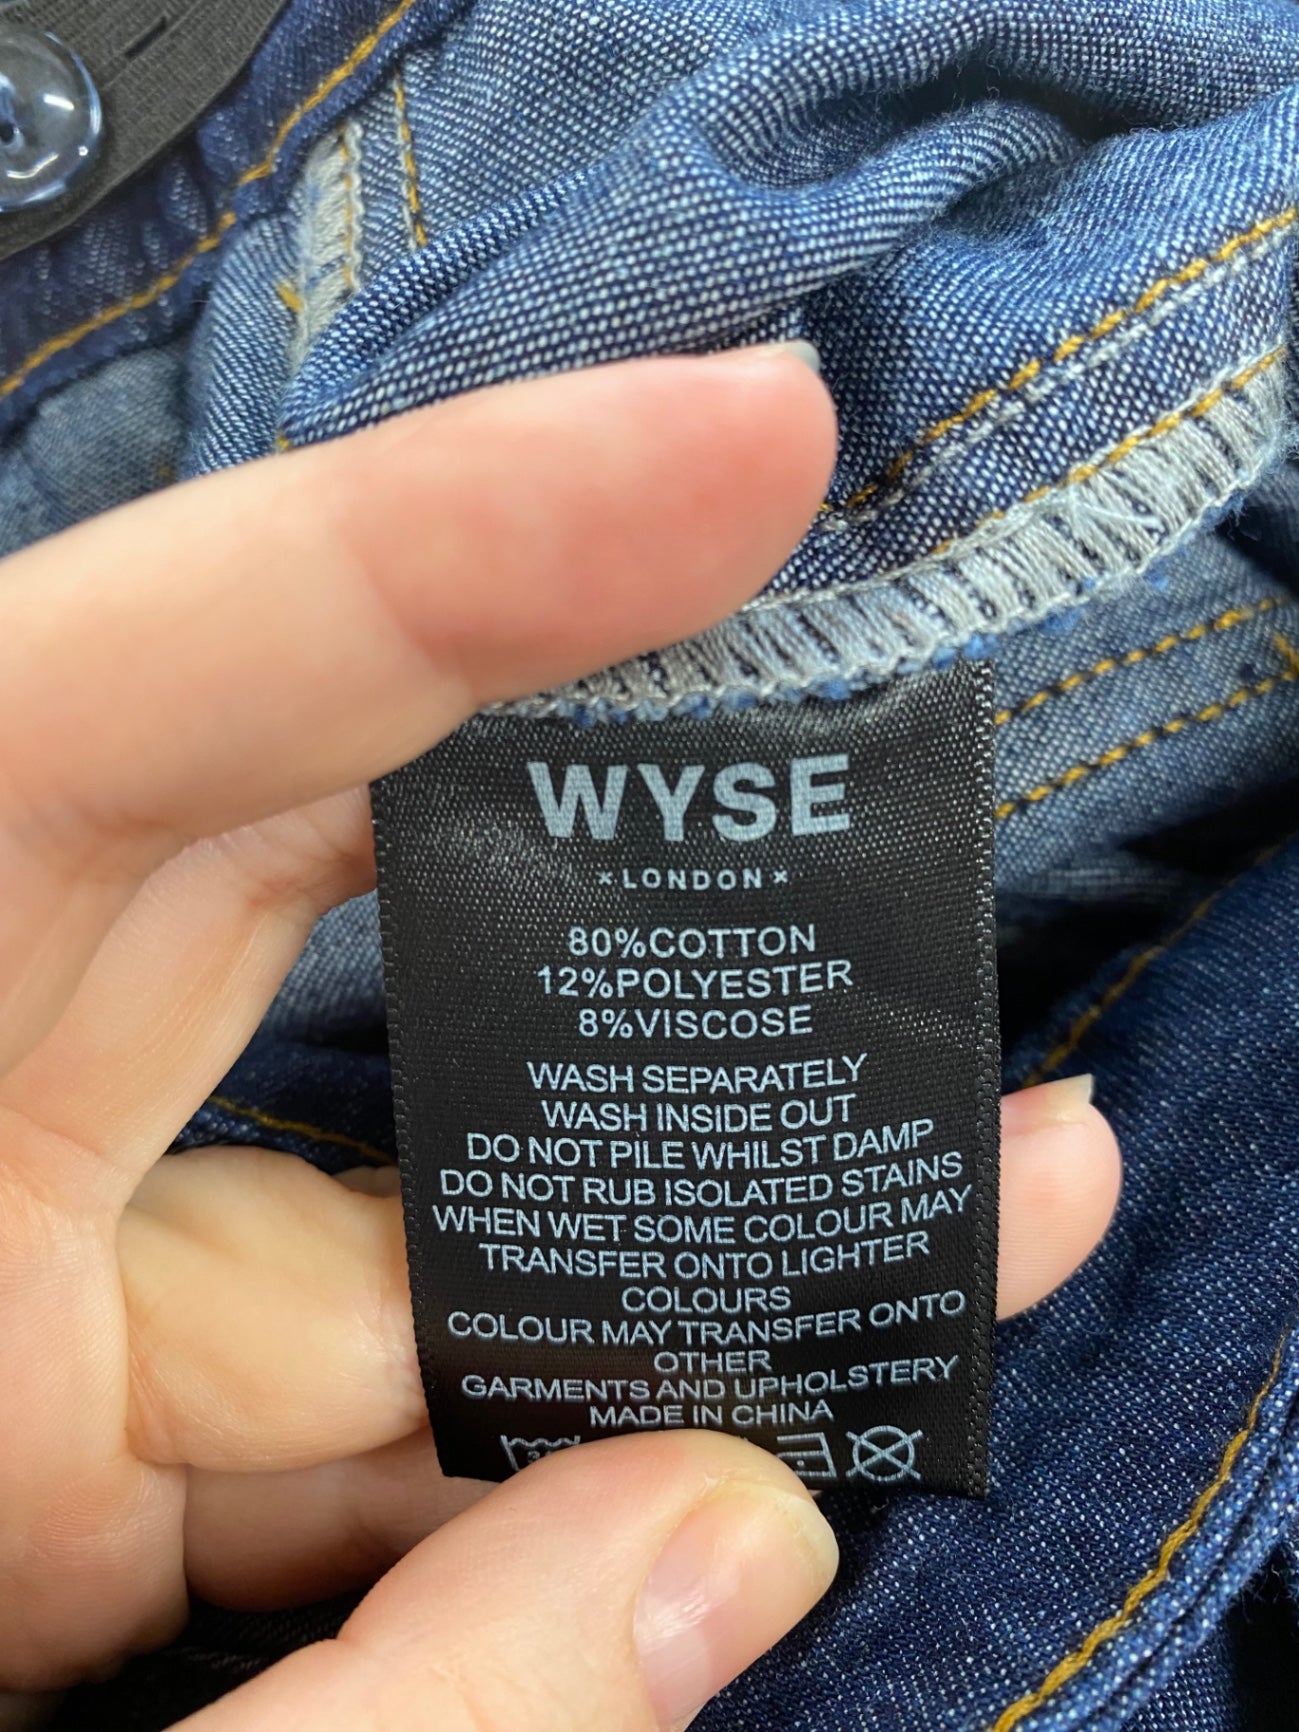 WYSE
×LONDON×
80%COTTON
12%POLYESTER
8%VISCOSE
WASH SEPARATELY
WASH INSIDE OUT
DO NOT PILE WHILST DAMP
DO NOT RUB ISOLATED STAINS
WHEN WET SOME COLOUR MAY
TRANSFER ONTO LIGHTER
COLOURS
COLOUR MAY TRANSFER ONTO
OTHER
GARMENTS AND UPHOLSTERY
MADE IN CHINA